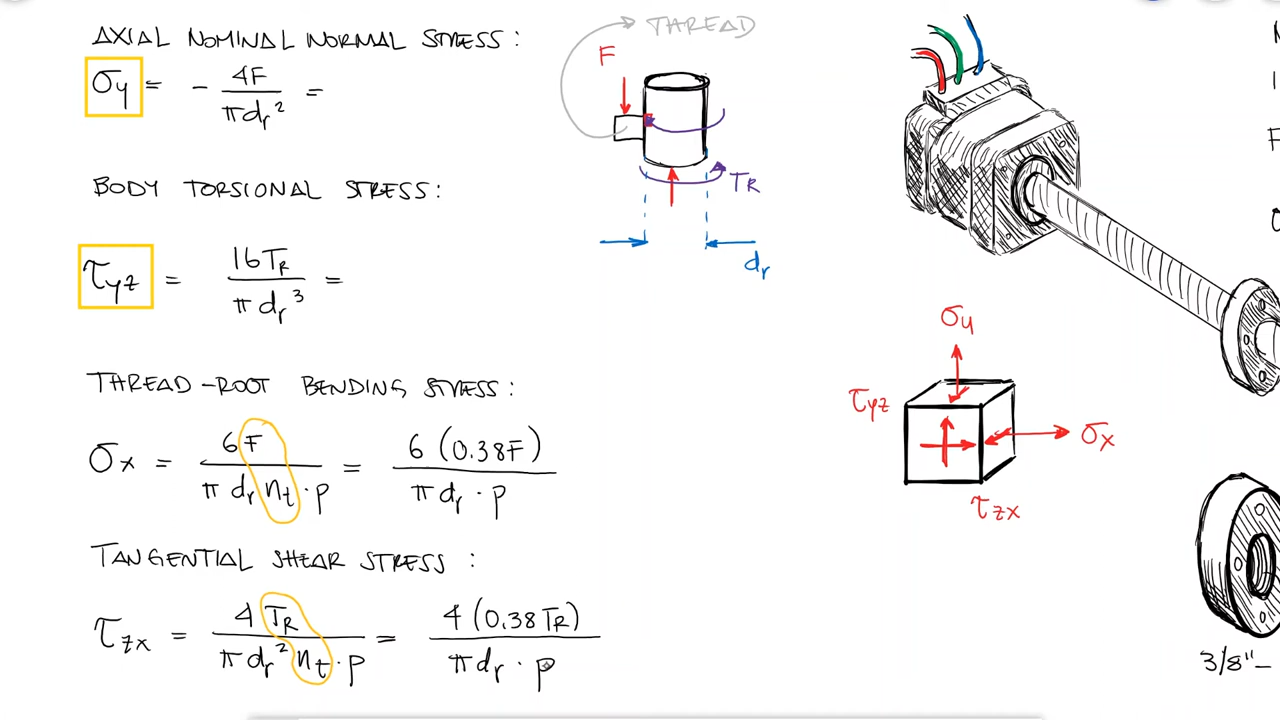 AXIAL NOMINAL NORMAL STRESS:
σy = - 4F / πdr² =
BODY TORSIONAL STRESS:
τyz = 16TR / πdr³ =
THREAD-ROOT BENDING STRESS:
σx = 6F / πdr nt·p = 6(0.38F) / πdr·p
TANGENTIAL SHEAR STRESS:
τzx = 4TR / πdr² nt·p = 4(0.38TR) / πdr·p
THREAD
F
TR
dr
σy
τyz
σx
τzx
3/8"-